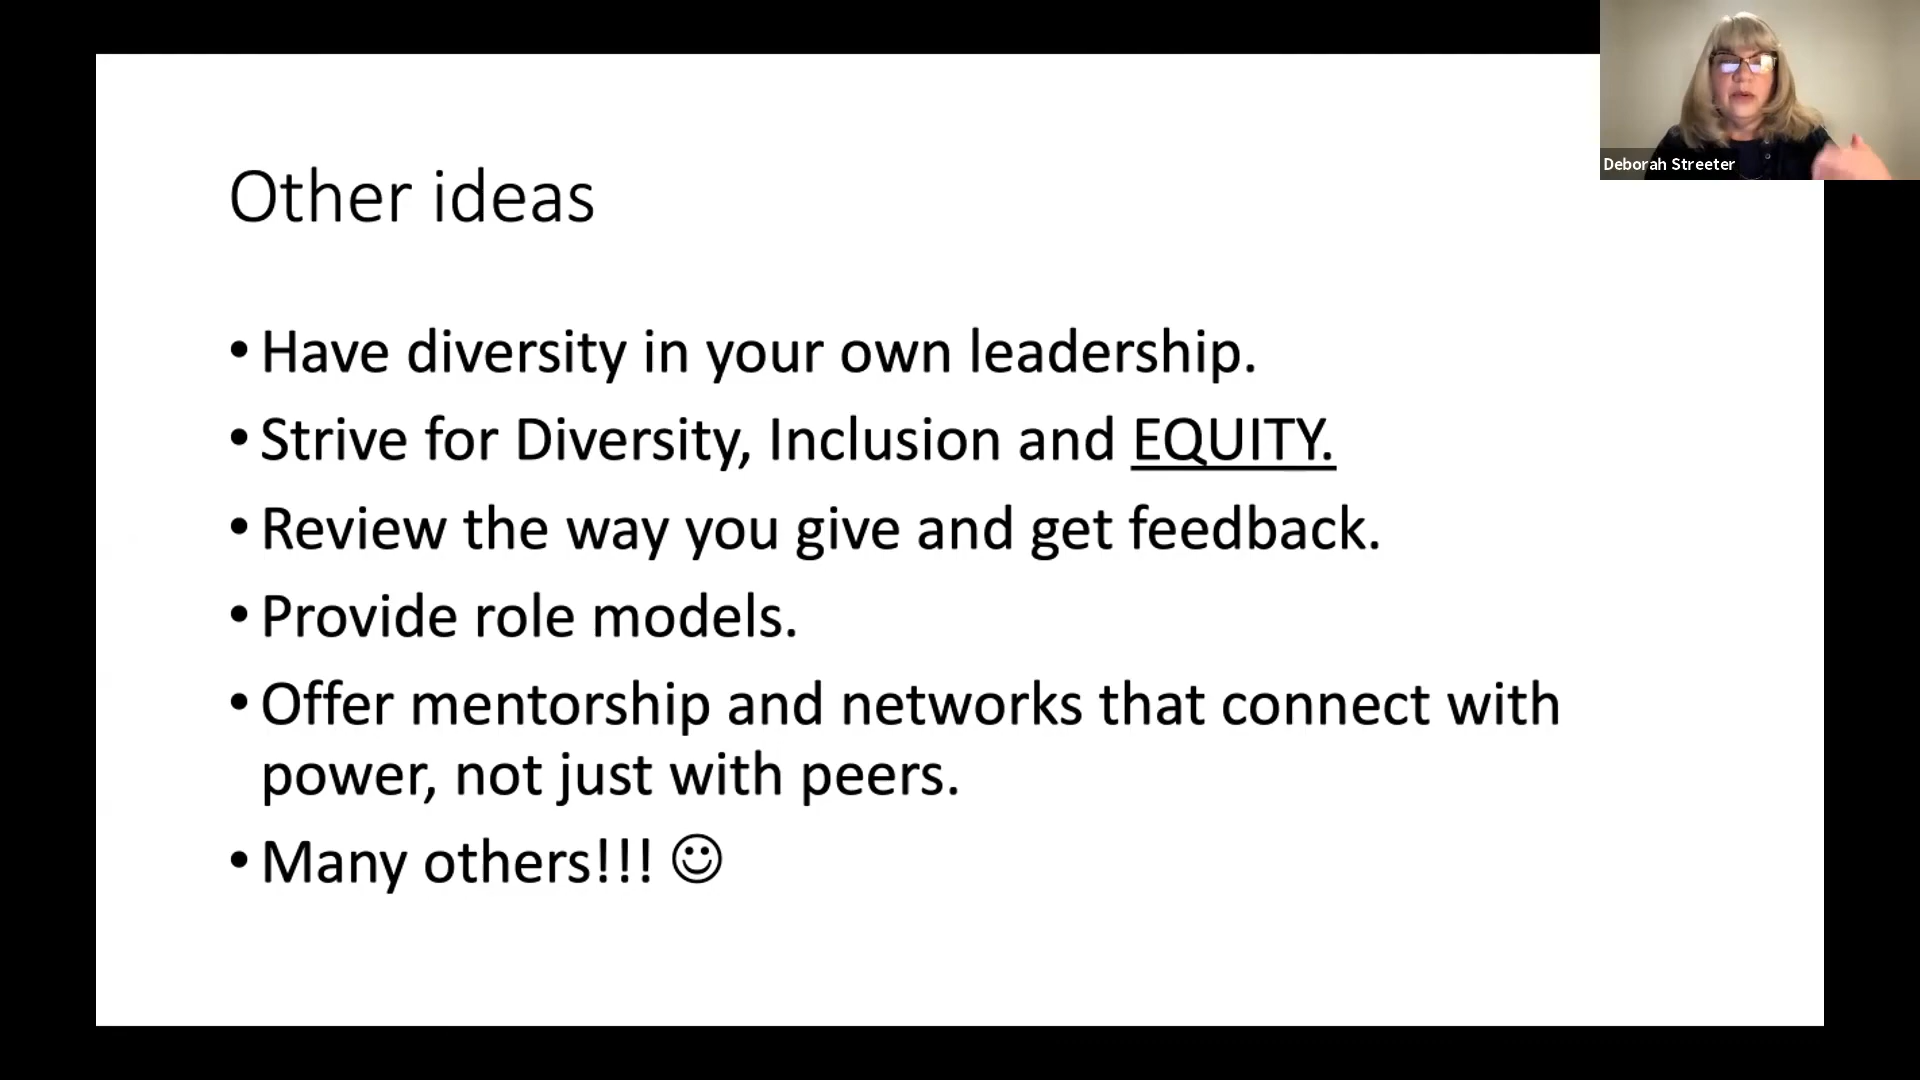 Other ideas
• Have diversity in your own leadership.
• Strive for Diversity, Inclusion and EQUITY.
• Review the way you give and get feedback.
• Provide role models.
• Offer mentorship and networks that connect with
power, not just with peers.
• Many others!!! ☺
Deborah Streeter